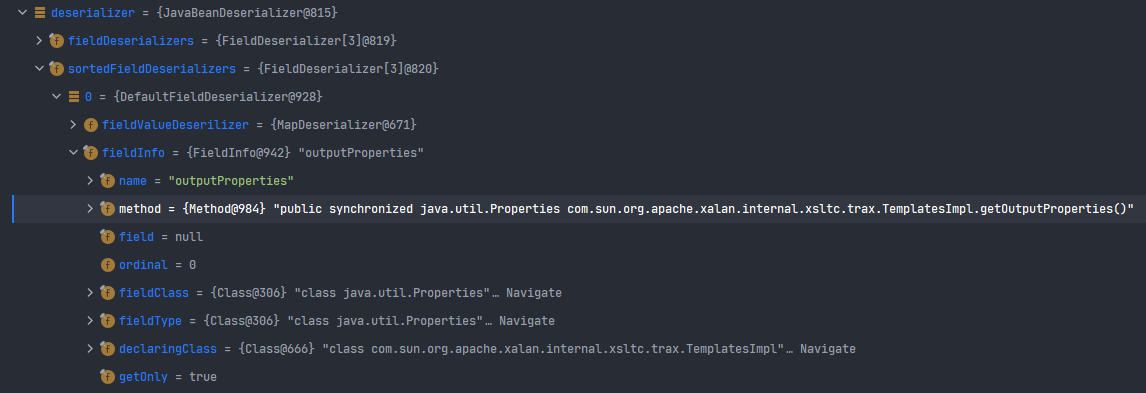 deserializer = {JavaBeanDeserializer@815}
fieldDeserializers = {FieldDeserializer[3]@819}
sortedFieldDeserializers = {FieldDeserializer[3]@820}
0 = {DefaultFieldDeserializer@928}
fieldValueDeserilizer = {MapDeserializer@671}
fieldInfo = {FieldInfo@942} "outputProperties"
name = "outputProperties"
method = {Method@984} "public synchronized java.util.Properties com.sun.org.apache.xalan.internal.xsltc.trax.TemplatesImpl.getOutputProperties()"
field = null
ordinal = 0
fieldClass = {Class@306} "class java.util.Properties"… Navigate
fieldType = {Class@306} "class java.util.Properties"… Navigate
declaringClass = {Class@666} "class com.sun.org.apache.xalan.internal.xsltc.trax.TemplatesImpl"… Navigate
getOnly = true